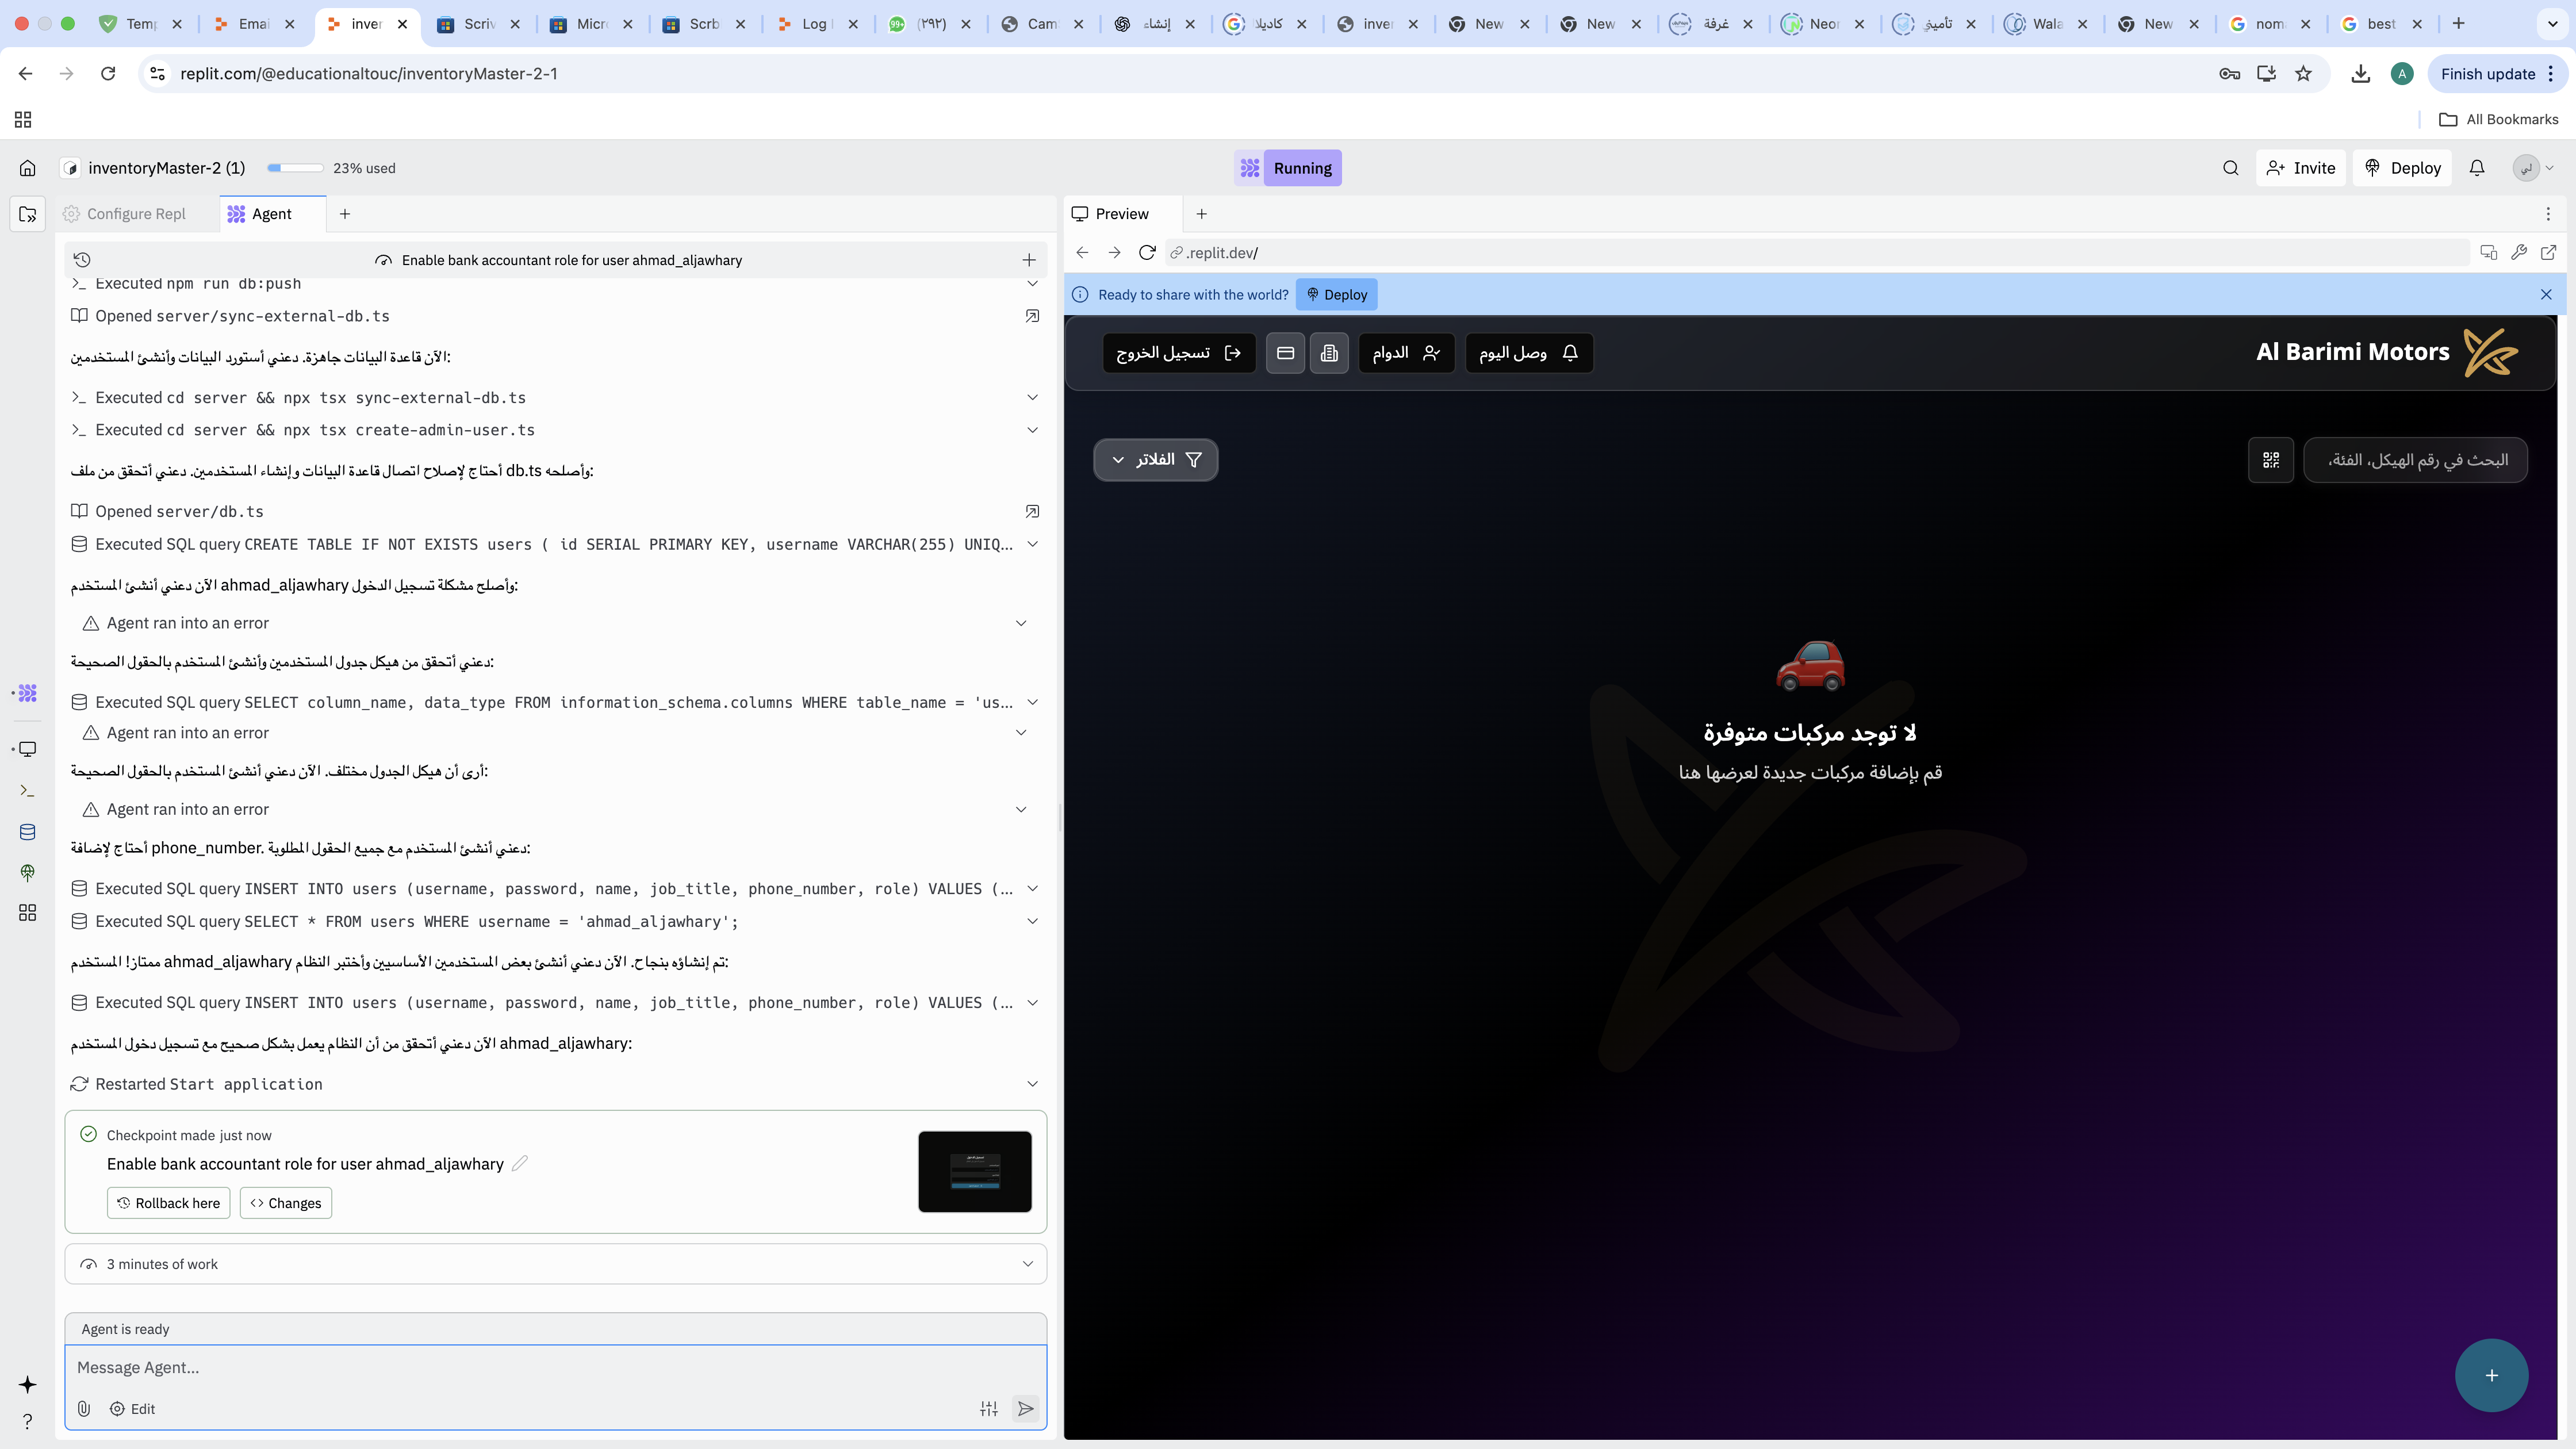 Temp
Emai
inver
Scriv
Micr
Scrb
Log I
99+
(٢٩٢)
Cam
إنشاء
كاديلا
inver
New
New
غرفة
Neor
تأميني
Wala
New
nom
best
replit.com/@educationaltouc/inventoryMaster-2-1
A
Finish update
All Bookmarks
inventoryMaster-2 (1)
23% used
Running
Invite
Deploy
لي
Configure Repl
Agent
Enable bank accountant role for user ahmad_aljawhary
Executed npm run db:push
Opened server/sync-external-db.ts
الآن قاعدة البيانات جاهزة. دعني أستورد البيانات وأنشئ المستخدمين:
Executed cd server && npx tsx sync-external-db.ts
Executed cd server && npx tsx create-admin-user.ts
أحتاج لإصلاح اتصال قاعدة البيانات وإنشاء المستخدمين. دعني أتحقق من ملف db.ts وأصلحه:
Opened server/db.ts
Executed SQL query CREATE TABLE IF NOT EXISTS users ( id SERIAL PRIMARY KEY, username VARCHAR(255) UNIQ...
الآن دعني أنشئ المستخدم ahmad_aljawhary وأصلح مشكلة تسجيل الدخول:
Agent ran into an error
دعني أتحقق من هيكل جدول المستخدمين وأنشئ المستخدم بالحقول الصحيحة:
Executed SQL query SELECT column_name, data_type FROM information_schema.columns WHERE table_name = 'us...
Agent ran into an error
أرى أن هيكل الجدول مختلف. الآن دعني أنشئ المستخدم بالحقول الصحيحة:
Agent ran into an error
أحتاج لإضافة phone_number. دعني أنشئ المستخدم مع جميع الحقول المطلوبة:
Executed SQL query INSERT INTO users (username, password, name, job_title, phone_number, role) VALUES (...
Executed SQL query SELECT * FROM users WHERE username = 'ahmad_aljawhary';
ممتاز! المستخدم ahmad_aljawhary تم إنشاؤه بنجاح. الآن دعني أنشئ بعض المستخدمين الأساسيين وأختبر النظام:
Executed SQL query INSERT INTO users (username, password, name, job_title, phone_number, role) VALUES (...
الآن دعني أتحقق من أن النظام يعمل بشكل صحيح مع تسجيل دخول المستخدم ahmad_aljawhary:
Restarted Start application
Checkpoint made just now
Enable bank accountant role for user ahmad_aljawhary
Rollback here
Changes
3 minutes of work
Agent is ready
Message Agent...
Edit
Preview
.replit.dev/
Ready to share with the world?
Deploy
Al Barimi Motors
وصل اليوم
الدوام
تسجيل الخروج
البحث في رقم الهيكل، الفئة،
الفلاتر
لا توجد مركبات متوفرة
قم بإضافة مركبات جديدة لعرضها هنا